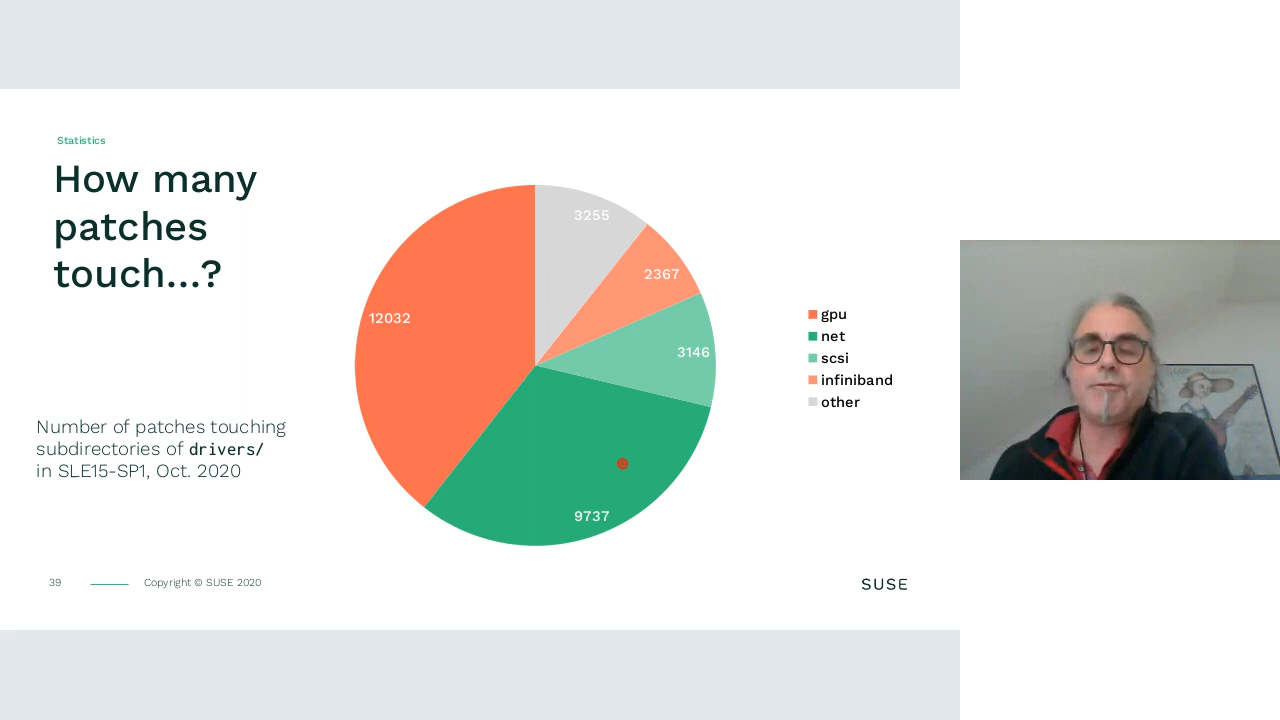 Statistics
How many
patches
touch...?
Number of patches touching
subdirectories of drivers/
in SLE15-SP1, Oct. 2020
3255
2367
12032
3146
9737
gpu
net
scsi
infiniband
other
39
Copyright © SUSE 2020
SUSE